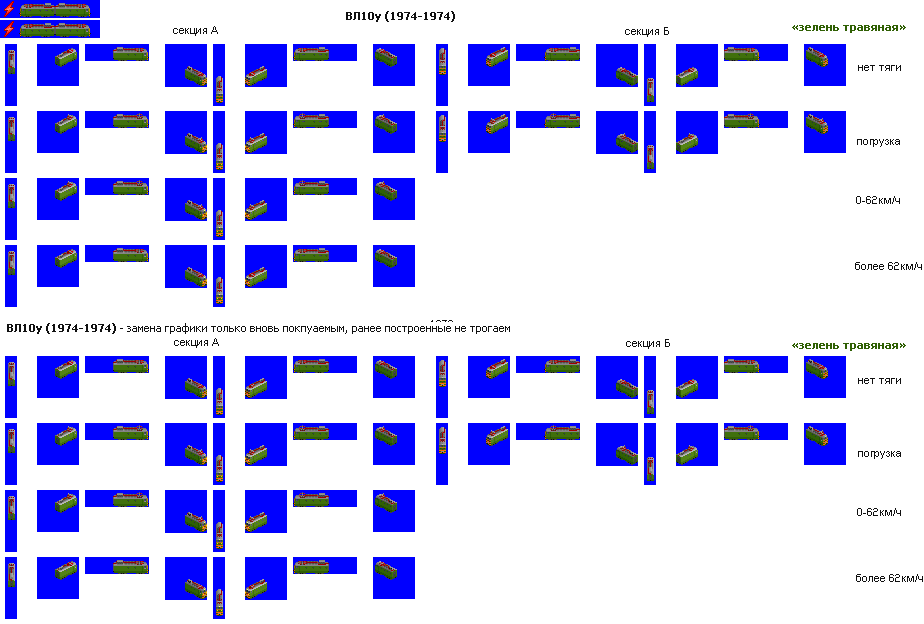 ВЛ10у (1974-1974)
секция А
секция Б
«зелень травяная»
нет тяги
погрузка
0-62км/ч
более 62км/ч
ВЛ10у (1974-1974) - замена графики только вновь покпуаемым, ранее построенные не трогаем
секция А
секция Б
«зелень травяная»
нет тяги
погрузка
0-62км/ч
более 62км/ч